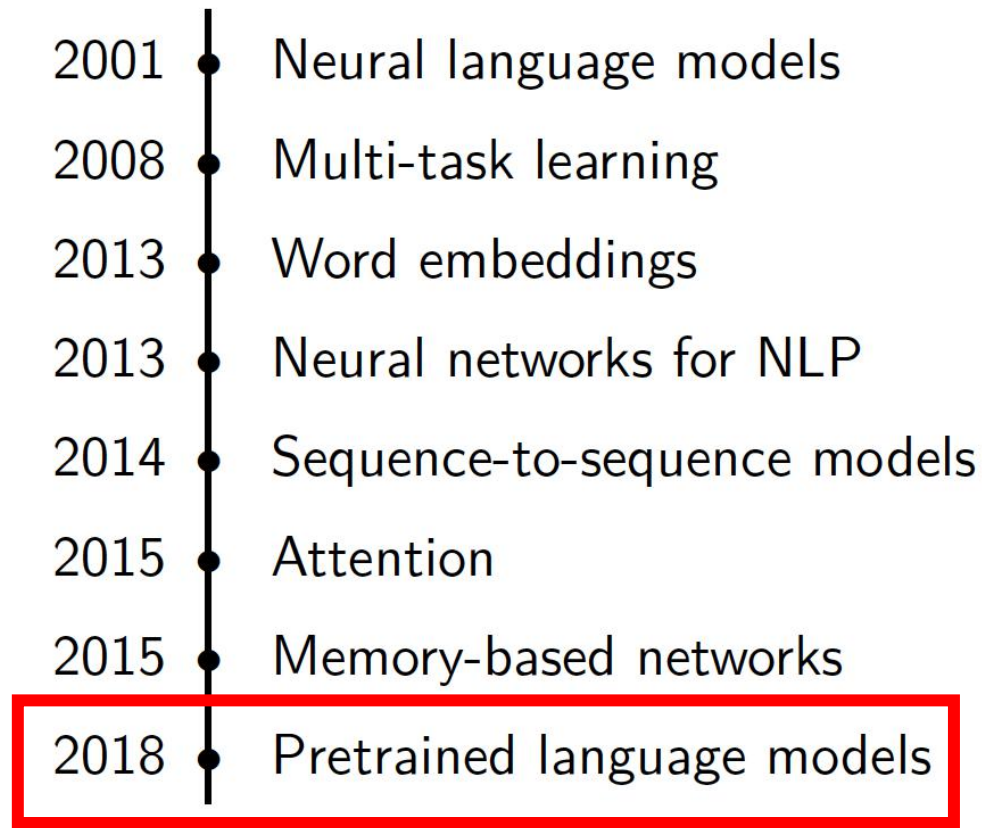 2001 Neural language models
2008 Multi-task learning
2013 Word embeddings
2013 Neural networks for NLP
2014 Sequence-to-sequence models
2015 Attention
2015 Memory-based networks
2018 Pretrained language models